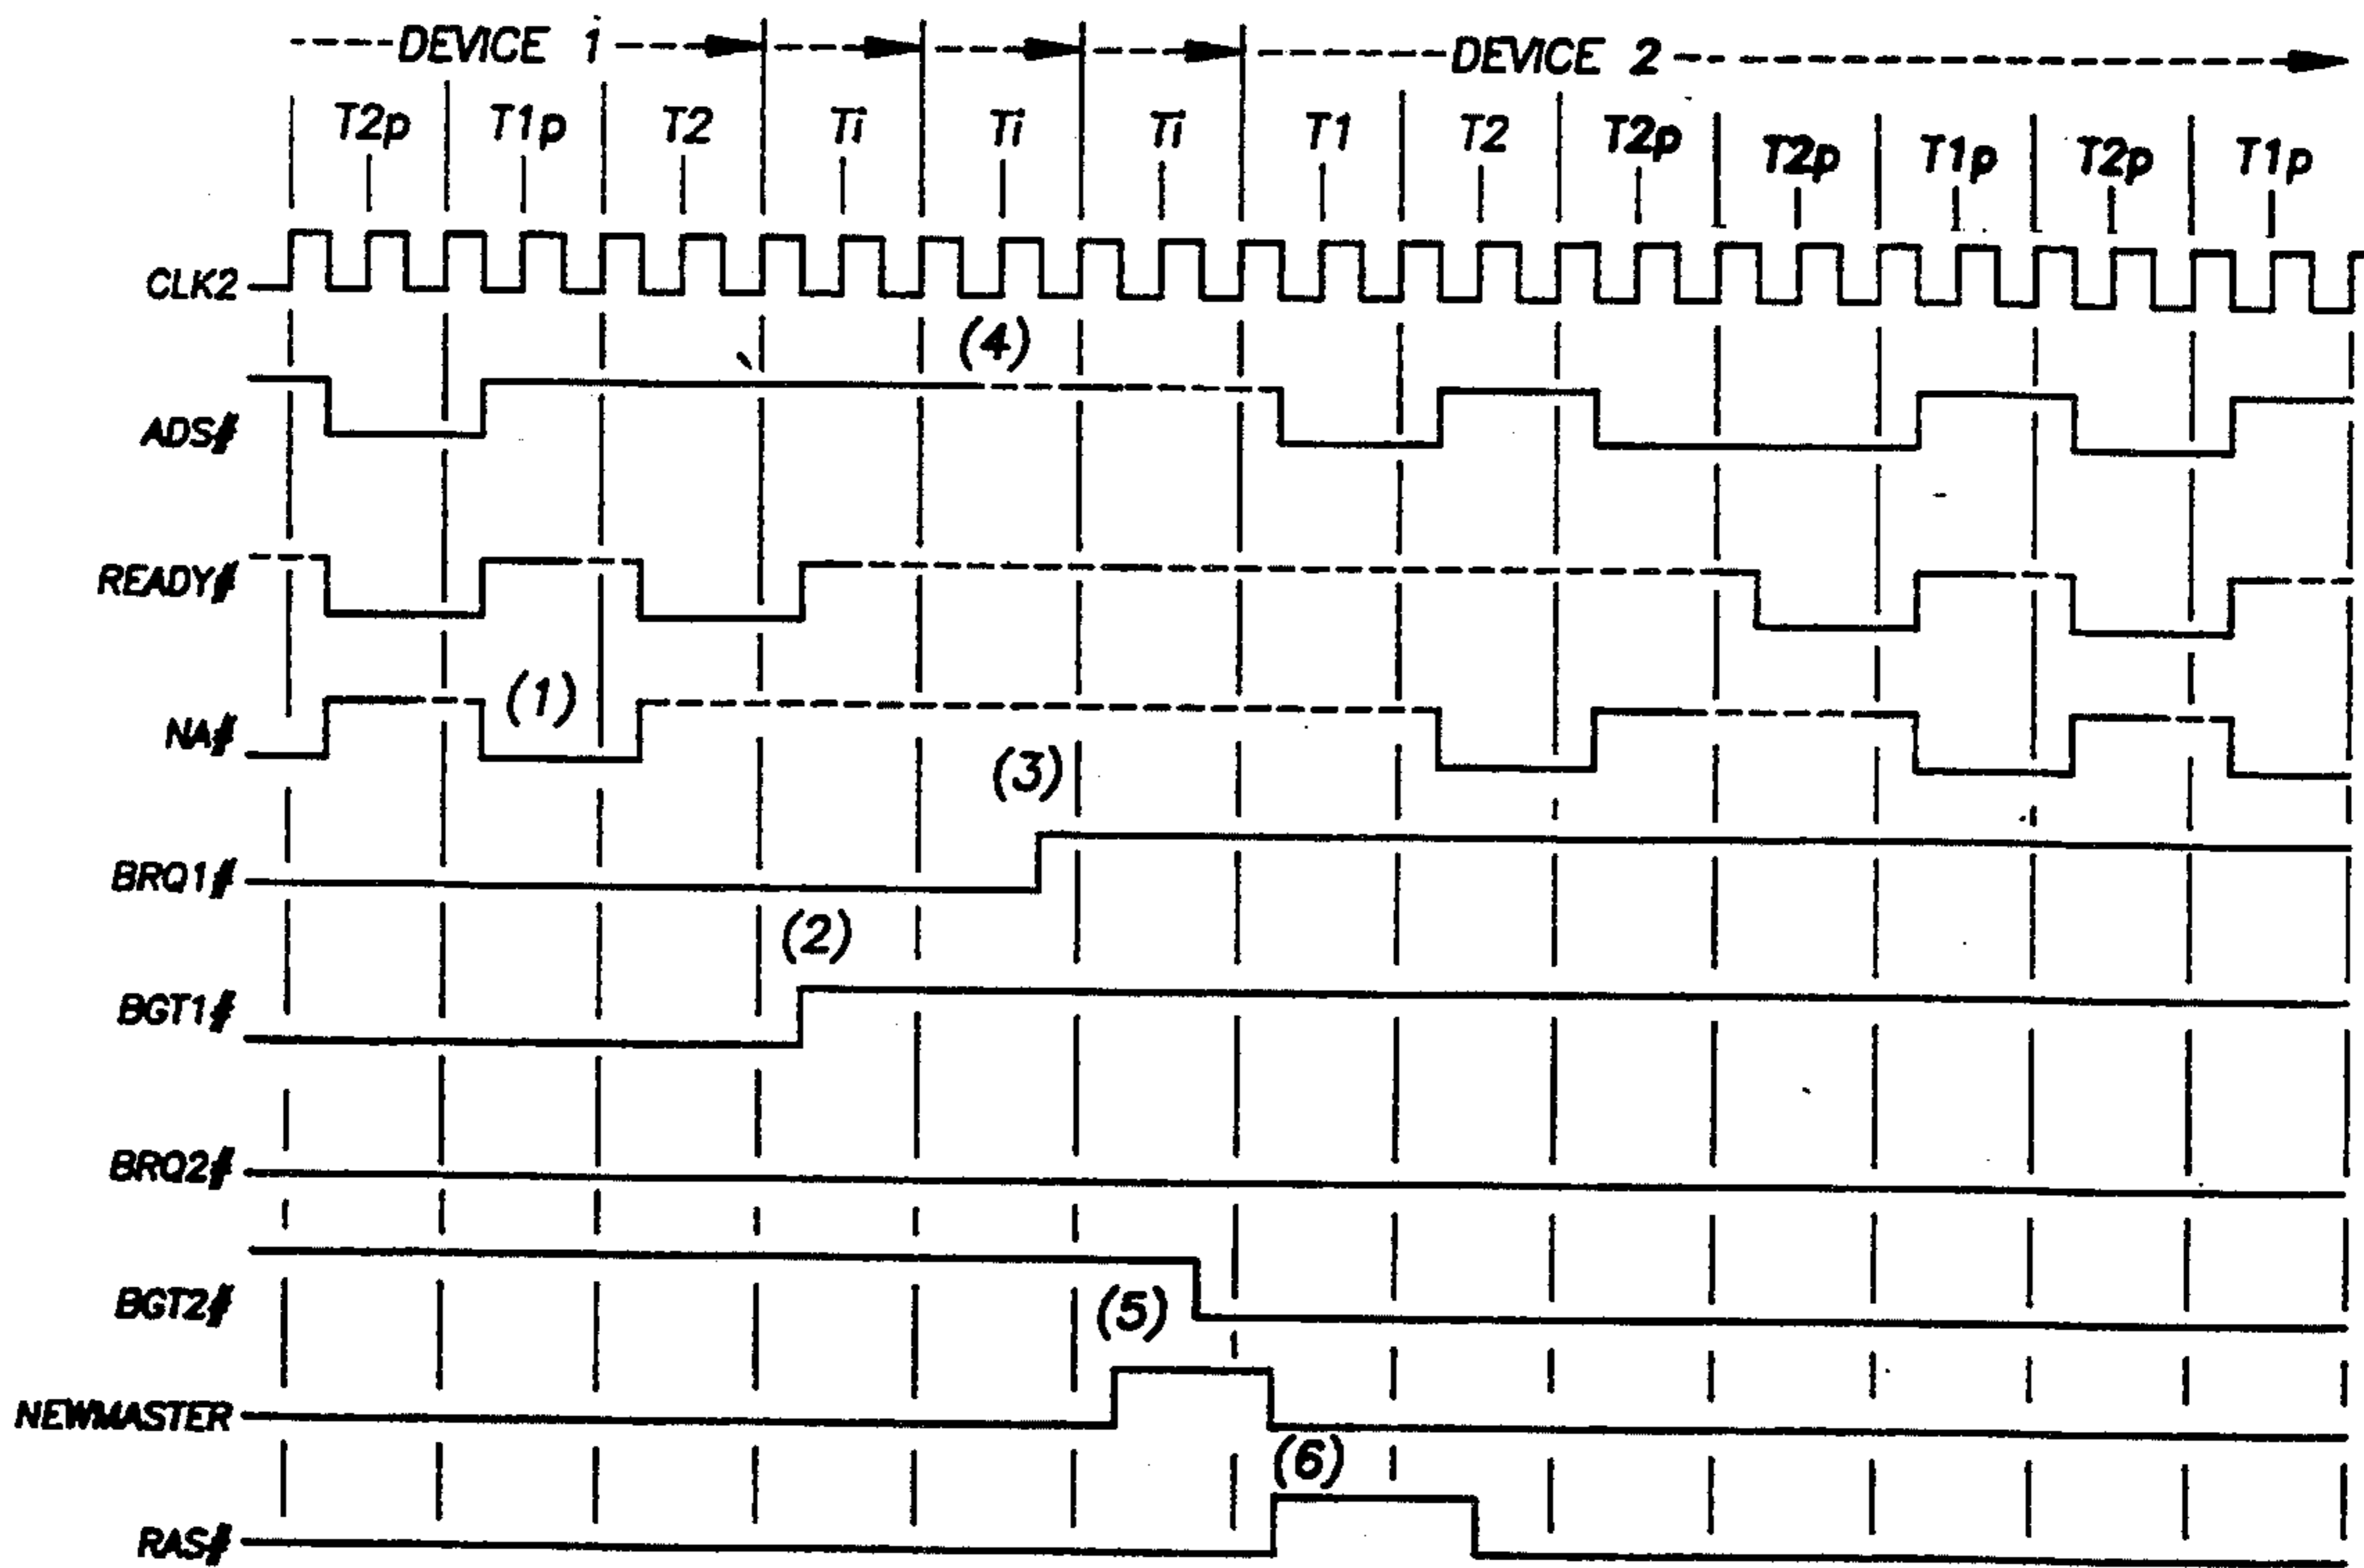 DEVICE 1 DEVICE 2
T2p T1p T2 Ti Ti Ti T1 T2 T2p T2p T1p T2p T1p
CLK2
(4)
ADS#
READY#
(1)
NA#
(3)
BRQ1#
(2)
BGT1#
BRQ2#
BGT2#
(5)
NEWMASTER
(6)
RAS#